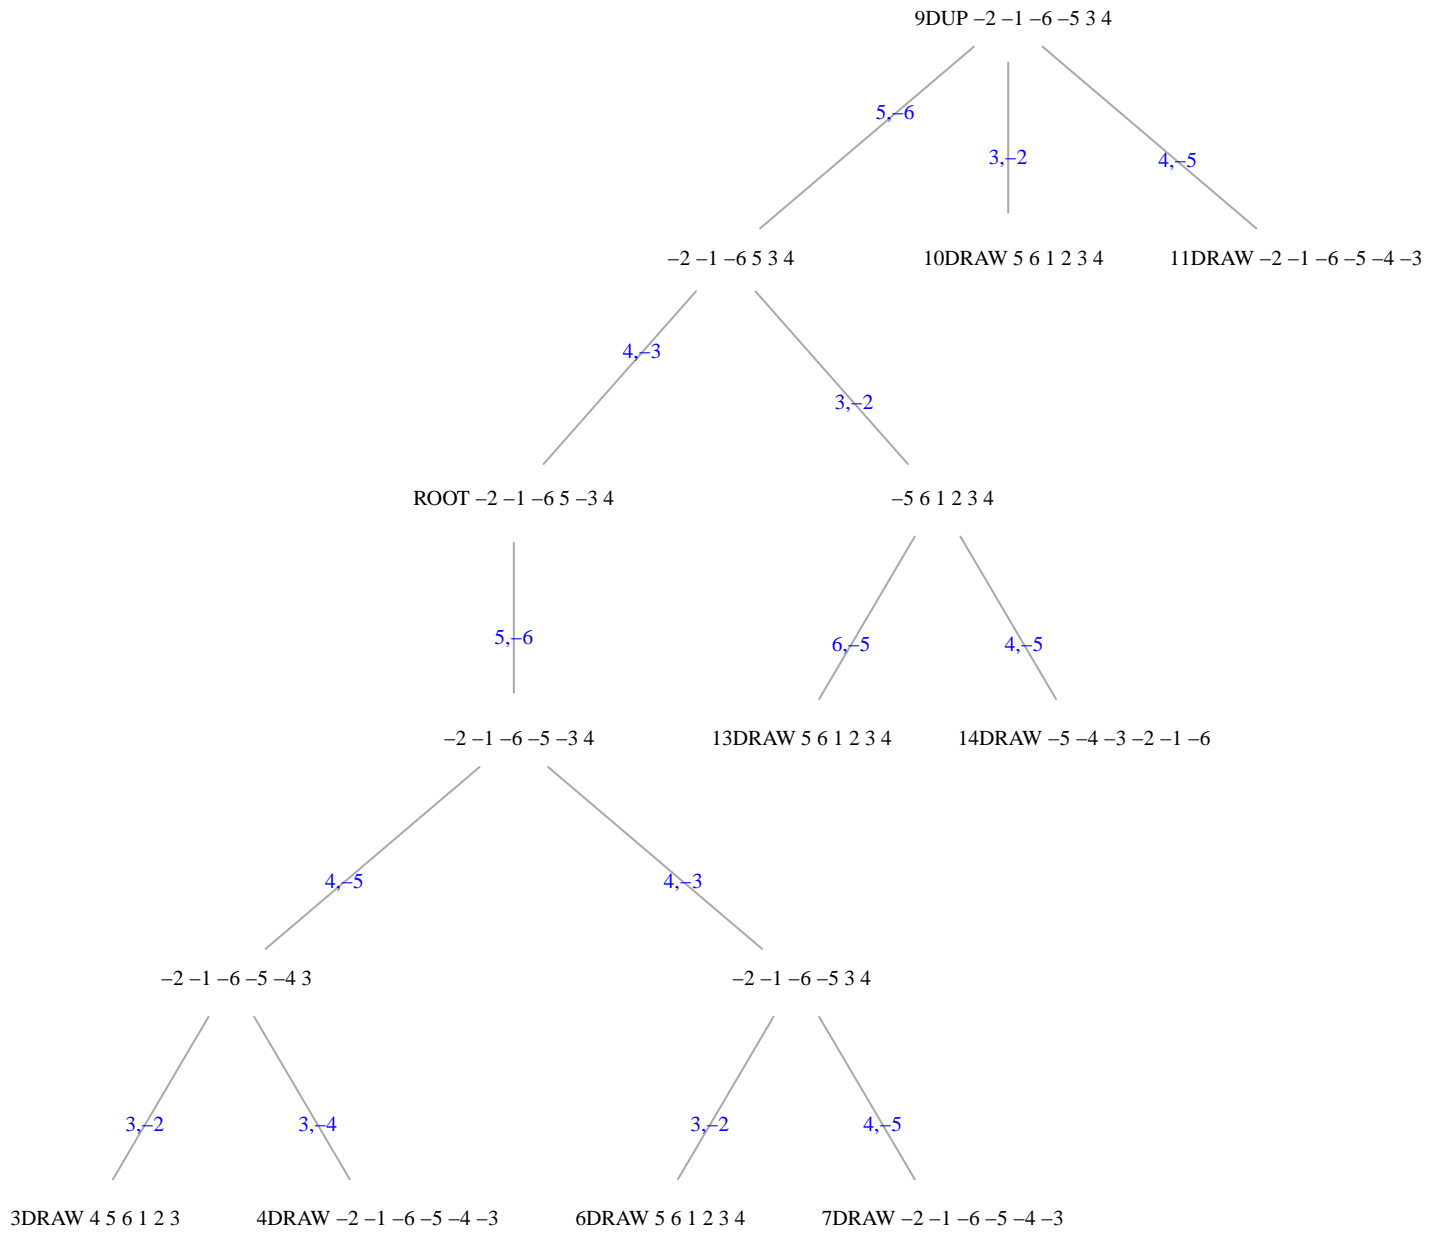 9DUP –2 –1 –6 –5 3 4
5,–6
3,–2
4,–5
–2 –1 –6 5 3 4
10DRAW 5 6 1 2 3 4
11DRAW –2 –1 –6 –5 –4 –3
4,–3
3,–2
ROOT –2 –1 –6 5 –3 4
–5 6 1 2 3 4
5,–6
6,–5
4,–5
–2 –1 –6 –5 –3 4
13DRAW 5 6 1 2 3 4
14DRAW –5 –4 –3 –2 –1 –6
4,–5
4,–3
–2 –1 –6 –5 –4 3
–2 –1 –6 –5 3 4
3,–2
3,–4
3,–2
4,–5
3DRAW 4 5 6 1 2 3
4DRAW –2 –1 –6 –5 –4 –3
6DRAW 5 6 1 2 3 4
7DRAW –2 –1 –6 –5 –4 –3